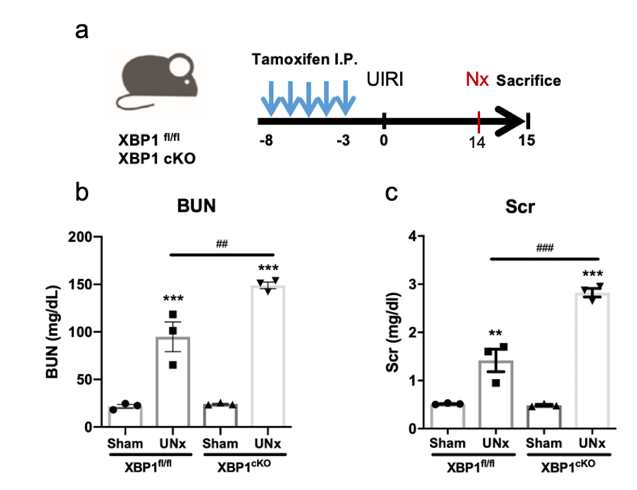 a
Tamoxifen I.P.
UIRI
Nx Sacrifice
XBP1 fl/fl
XBP1 cKO
-8 -3 0 14 15
b
BUN
c
Scr
BUN (mg/dL)
200
150
100
50
0
##
***
***
Sham UNx Sham UNx
XBP1fl/fl XBP1cKO
Scr (mg/dl)
4
3
2
1
0
###
**
***
Sham UNx Sham UNx
XBP1fl/fl XBP1cKO